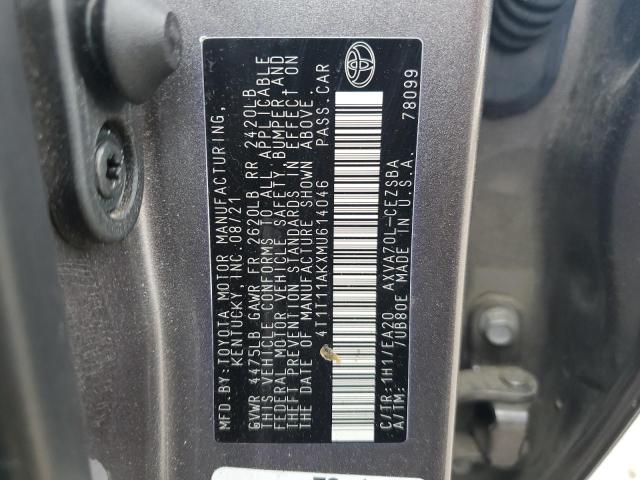 MFD.BY:TOYOTA MOTOR MANUFACTURING,
KENTUCKY, INC.08/21
GVWR 4475LB GAWR FR 2620LB RR 2420LB
THIS VEHICLE CONFORMS TO ALL APPLICABLE
FEDERAL MOTOR VEHICLE SAFETY, BUMPER, AND
THEFT PREVENTION STANDARDS IN EFFECT ON
THE DATE OF MANUFACTURE SHOWN ABOVE.
4T1T11AKXMU614046 PASS.CAR
C/TR:1H1/EA20 AXVA70L-CEZSBA
A/TM: /UB80E MADE IN U.S.A. 78099